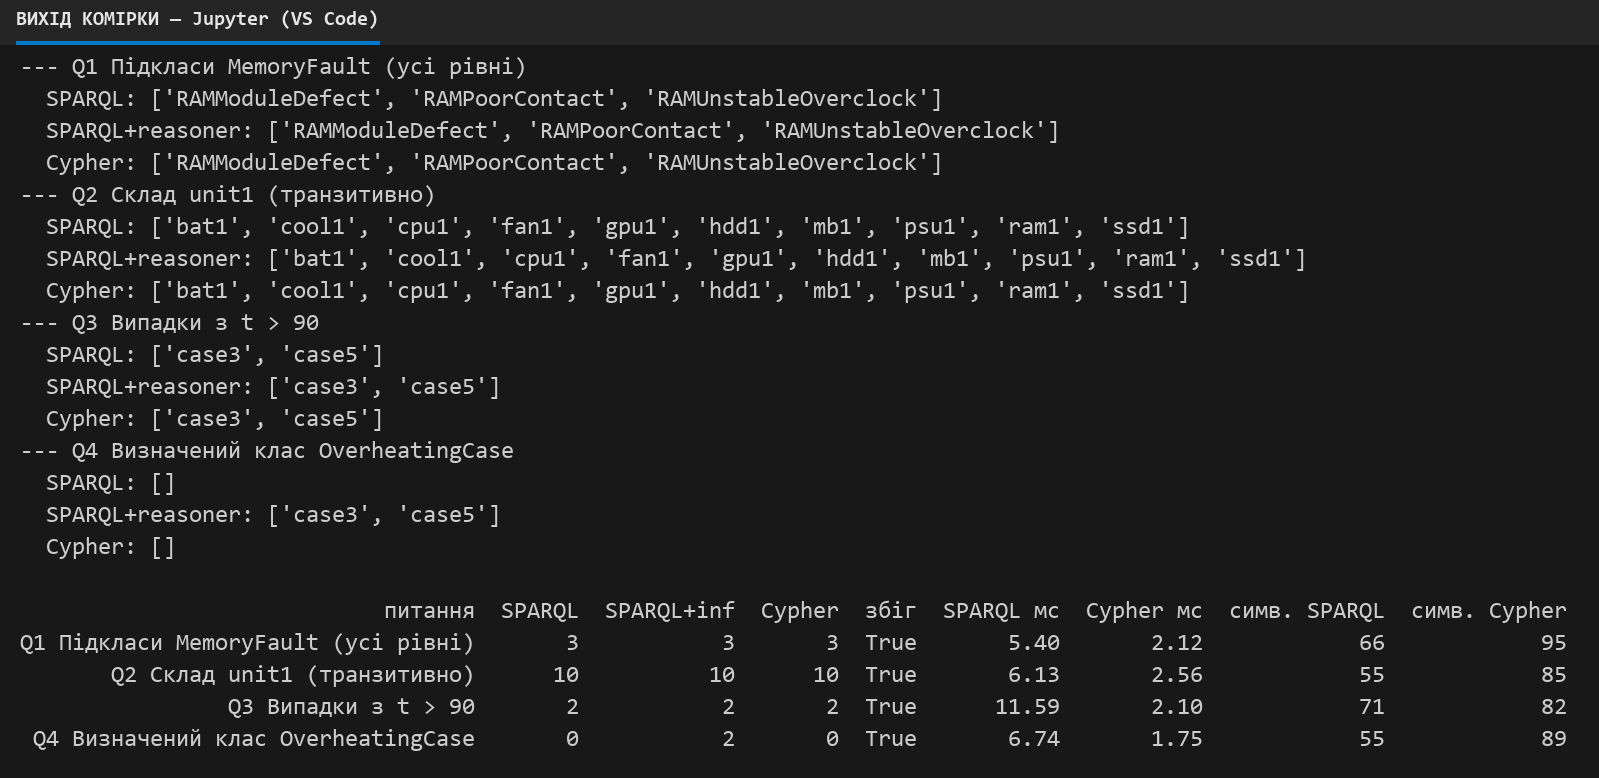 ВИХІД КОМІРКИ — Jupyter (VS Code)
--- Q1 Підкласи MemoryFault (усі рівні)
  SPARQL: ['RAMModuleDefect', 'RAMPoorContact', 'RAMUnstableOverclock']
  SPARQL+reasoner: ['RAMModuleDefect', 'RAMPoorContact', 'RAMUnstableOverclock']
  Cypher: ['RAMModuleDefect', 'RAMPoorContact', 'RAMUnstableOverclock']
--- Q2 Склад unit1 (транзитивно)
  SPARQL: ['bat1', 'cool1', 'cpu1', 'fan1', 'gpu1', 'hdd1', 'mb1', 'psu1', 'ram1', 'ssd1']
  SPARQL+reasoner: ['bat1', 'cool1', 'cpu1', 'fan1', 'gpu1', 'hdd1', 'mb1', 'psu1', 'ram1', 'ssd1']
  Cypher: ['bat1', 'cool1', 'cpu1', 'fan1', 'gpu1', 'hdd1', 'mb1', 'psu1', 'ram1', 'ssd1']
--- Q3 Випадки з t > 90
  SPARQL: ['case3', 'case5']
  SPARQL+reasoner: ['case3', 'case5']
  Cypher: ['case3', 'case5']
--- Q4 Визначений клас OverheatingCase
  SPARQL: []
  SPARQL+reasoner: ['case3', 'case5']
  Cypher: []
питання  SPARQL  SPARQL+inf  Cypher  збіг  SPARQL мс  Cypher мс  симв. SPARQL  симв. Cypher
Q1 Підкласи MemoryFault (усі рівні)  3  3  3  True  5.40  2.12  66  95
Q2 Склад unit1 (транзитивно)  10  10  10  True  6.13  2.56  55  85
Q3 Випадки з t > 90  2  2  2  True  11.59  2.10  71  82
Q4 Визначений клас OverheatingCase  0  2  0  True  6.74  1.75  55  89